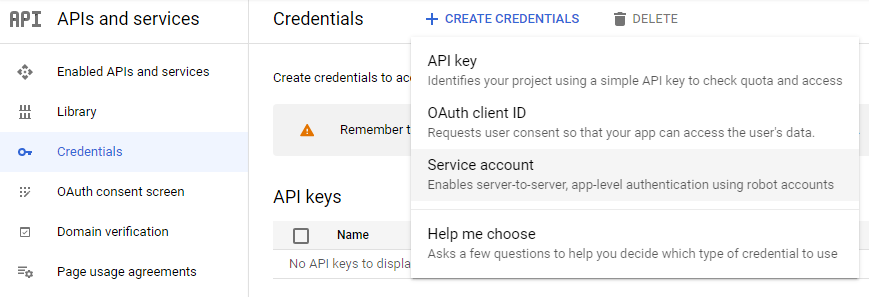 API APIs and services
Credentials
+ CREATE CREDENTIALS
DELETE
Enabled APIs and services
Library
Credentials
OAuth consent screen
Domain verification
Page usage agreements
Create credentials to
Remember
API keys
Name
No API keys to
API key
Identifies your project using a simple API key to check quota and access
OAuth client ID
Requests user consent so that your app can access the user's data.
Service account
Enables server-to-server, app-level authentication using robot accounts
Help me choose
Asks a few questions to help you decide which type of credential to use